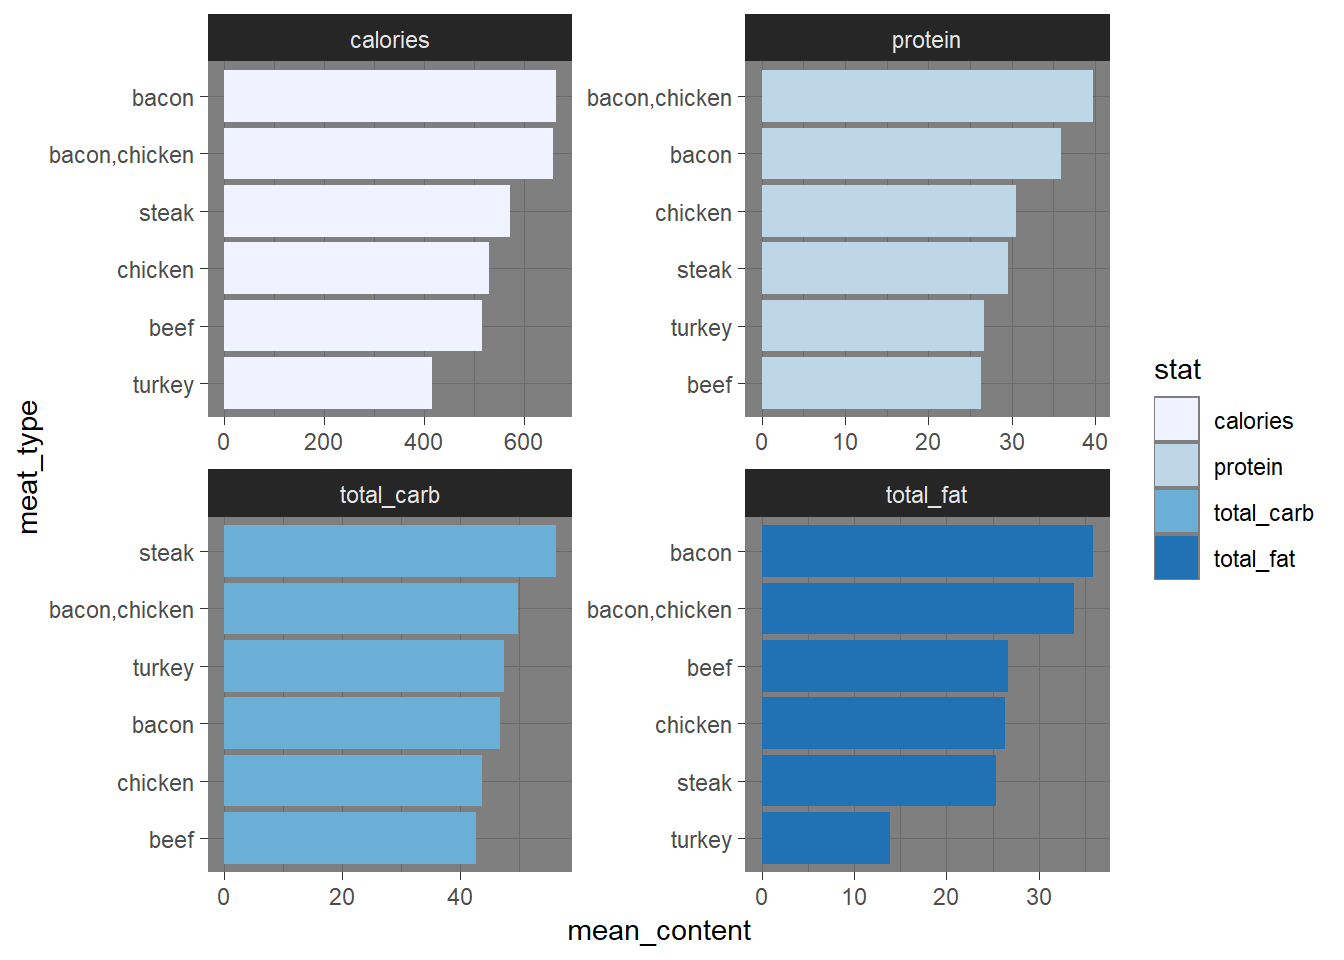 calories
bacon
bacon,chicken
steak
chicken
beef
turkey
0 200 400 600
protein
bacon,chicken
bacon
chicken
steak
turkey
beef
0 10 20 30 40
total_carb
steak
bacon,chicken
turkey
bacon
chicken
beef
0 20 40
total_fat
bacon
bacon,chicken
beef
chicken
steak
turkey
0 10 20 30
meat_type
mean_content
stat
calories
protein
total_carb
total_fat